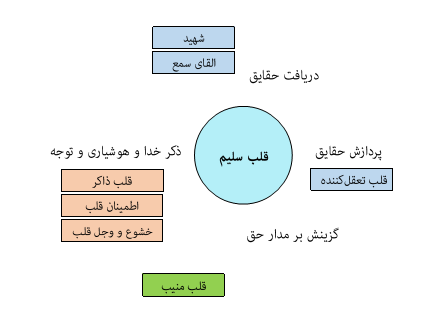 شهید
القای سمع
دریافت حقایق
ذکر خدا و هوشیاری و توجه
پردازش حقایق
قلب سلیم
قلب ذاکر
قلب تعقل‌کننده
اطمینان قلب
خشوع و وجل قلب
گزینش بر مدار حق
قلب منیب